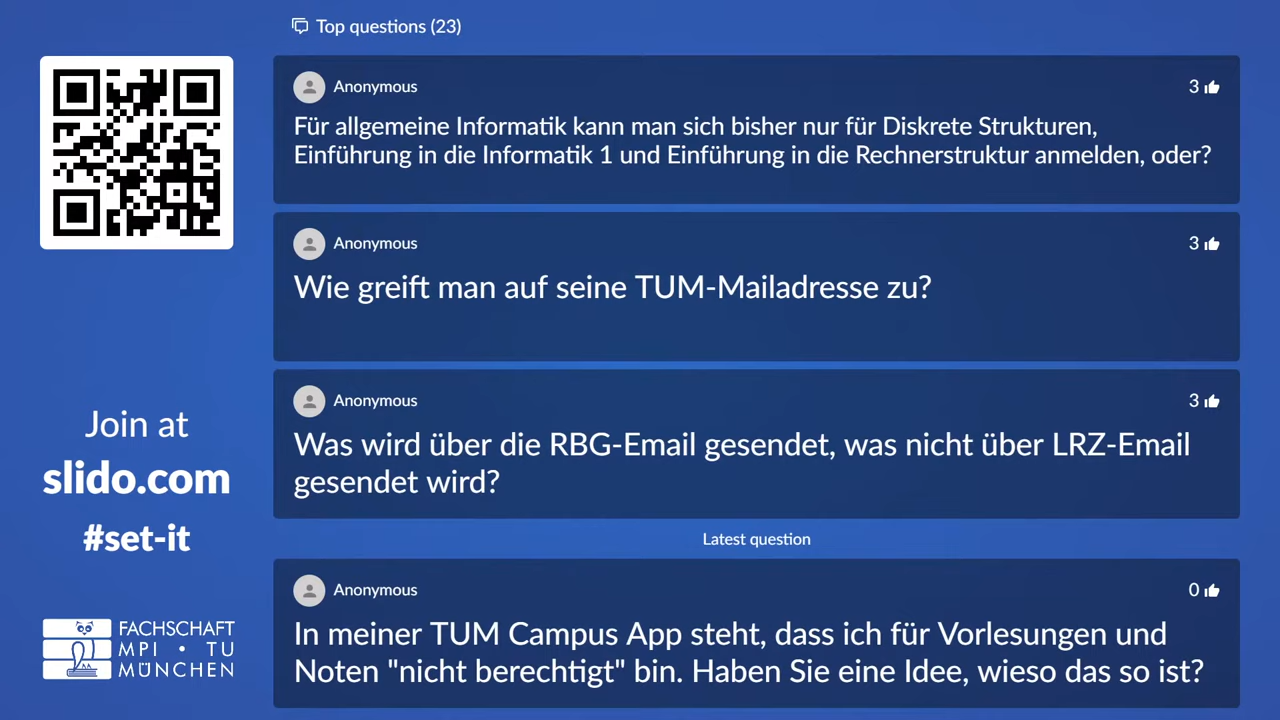 Top questions (23)
Anonymous
3
Für allgemeine Informatik kann man sich bisher nur für Diskrete Strukturen,
Einführung in die Informatik 1 und Einführung in die Rechnerstruktur anmelden, oder?
Anonymous
3
Wie greift man auf seine TUM-Mailadresse zu?
Anonymous
3
Was wird über die RBG-Email gesendet, was nicht über LRZ-Email
gesendet wird?
Latest question
Anonymous
0
In meiner TUM Campus App steht, dass ich für Vorlesungen und
Noten "nicht berechtigt" bin. Haben Sie eine Idee, wieso das so ist?
Join at
slido.com
#set-it
FACHSCHAFT
MPI • TU
MÜNCHEN